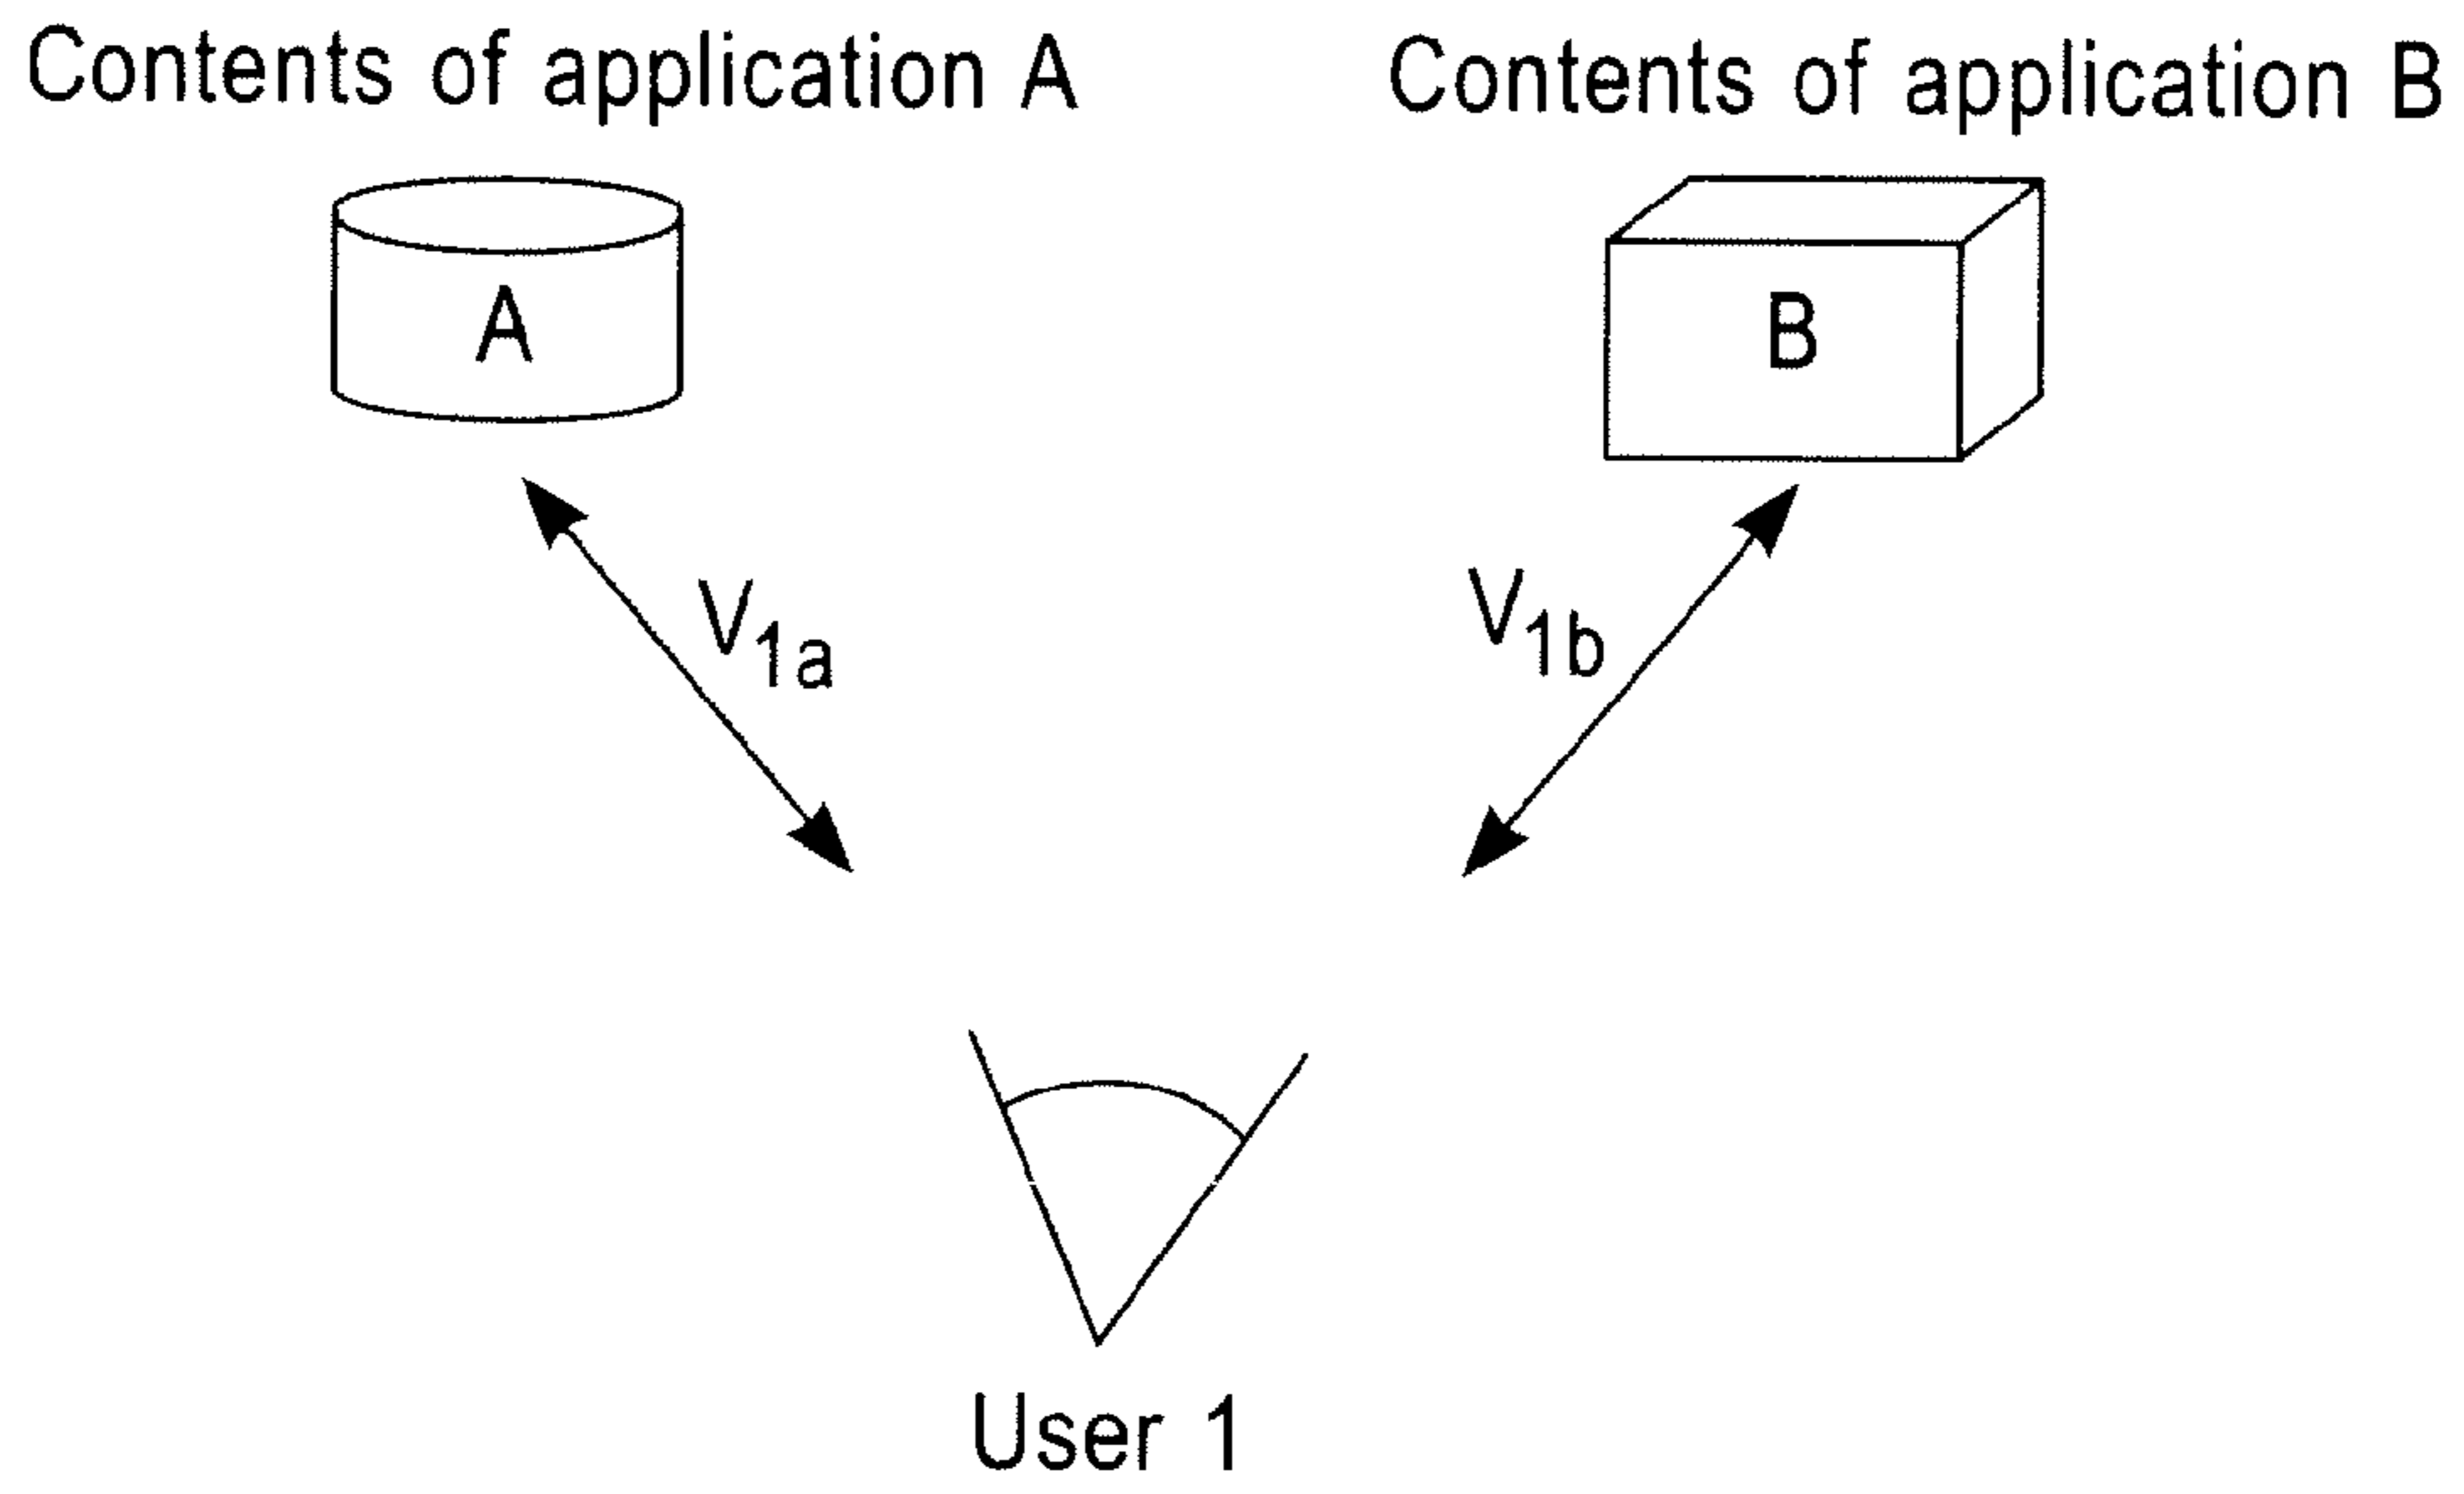 Contents of application A
Contents of application B
A
B
V1a
V1b
User 1